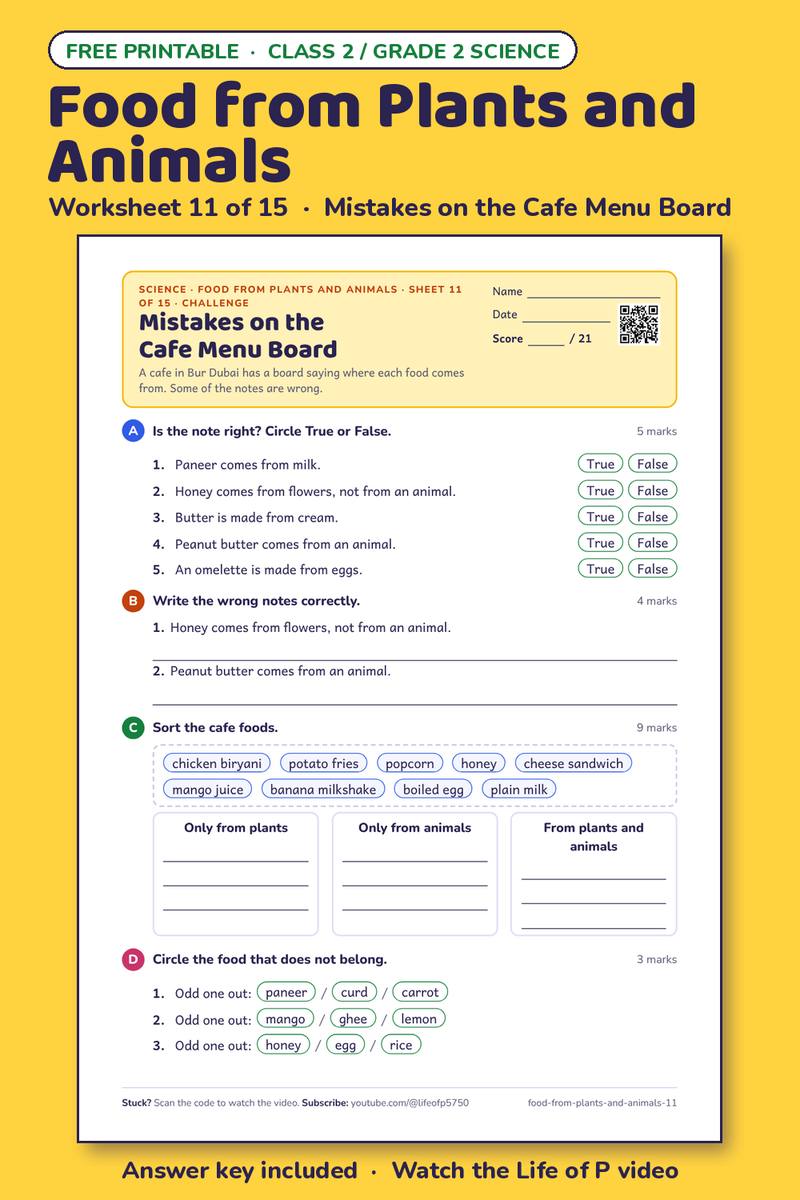 FREE PRINTABLE · CLASS 2 / GRADE 2 SCIENCE
Food from Plants and
Animals
Worksheet 11 of 15 · Mistakes on the Cafe Menu Board
SCIENCE · FOOD FROM PLANTS AND ANIMALS · SHEET 11
OF 15 · CHALLENGE
Mistakes on the
Cafe Menu Board
A cafe in Bur Dubai has a board saying where each food comes
from. Some of the notes are wrong.
Name
Date
Score / 21
A Is the note right? Circle True or False. 5 marks
1. Paneer comes from milk. True False
2. Honey comes from flowers, not from an animal. True False
3. Butter is made from cream. True False
4. Peanut butter comes from an animal. True False
5. An omelette is made from eggs. True False
B Write the wrong notes correctly. 4 marks
1. Honey comes from flowers, not from an animal.
2. Peanut butter comes from an animal.
C Sort the cafe foods. 9 marks
chicken biryani potato fries popcorn honey cheese sandwich
mango juice banana milkshake boiled egg plain milk
Only from plants Only from animals From plants and
animals
D Circle the food that does not belong. 3 marks
1. Odd one out: paneer / curd / carrot
2. Odd one out: mango / ghee / lemon
3. Odd one out: honey / egg / rice
Stuck? Scan the code to watch the video. Subscribe: youtube.com/@lifeofp5750 food-from-plants-and-animals-11
Answer key included · Watch the Life of P video